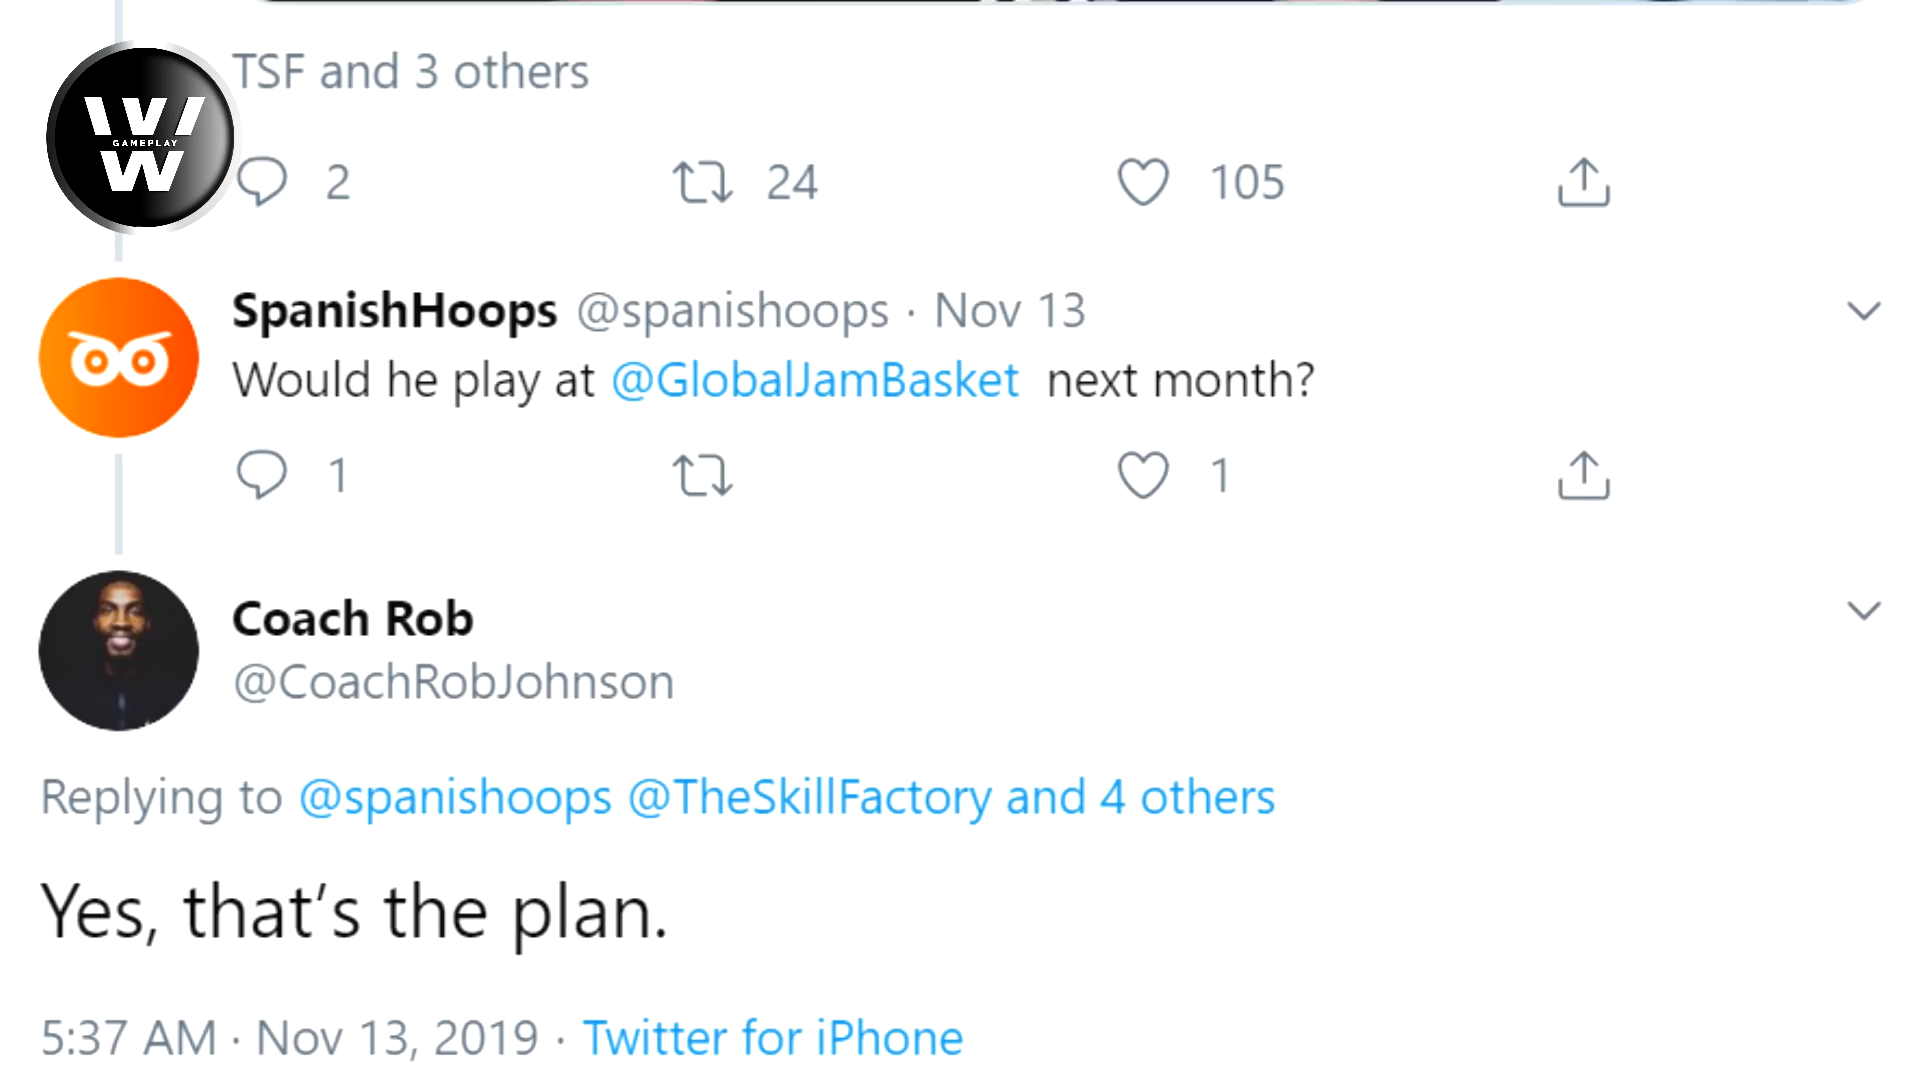 TSF and 3 others
GAMEPLAY
W
2 24 105
SpanishHoops @spanishoops · Nov 13
Would he play at @GlobalJamBasket next month?
1 1
Coach Rob
@CoachRobJohnson
Replying to @spanishoops @TheSkillFactory and 4 others
Yes, that’s the plan.
5:37 AM · Nov 13, 2019 · Twitter for iPhone